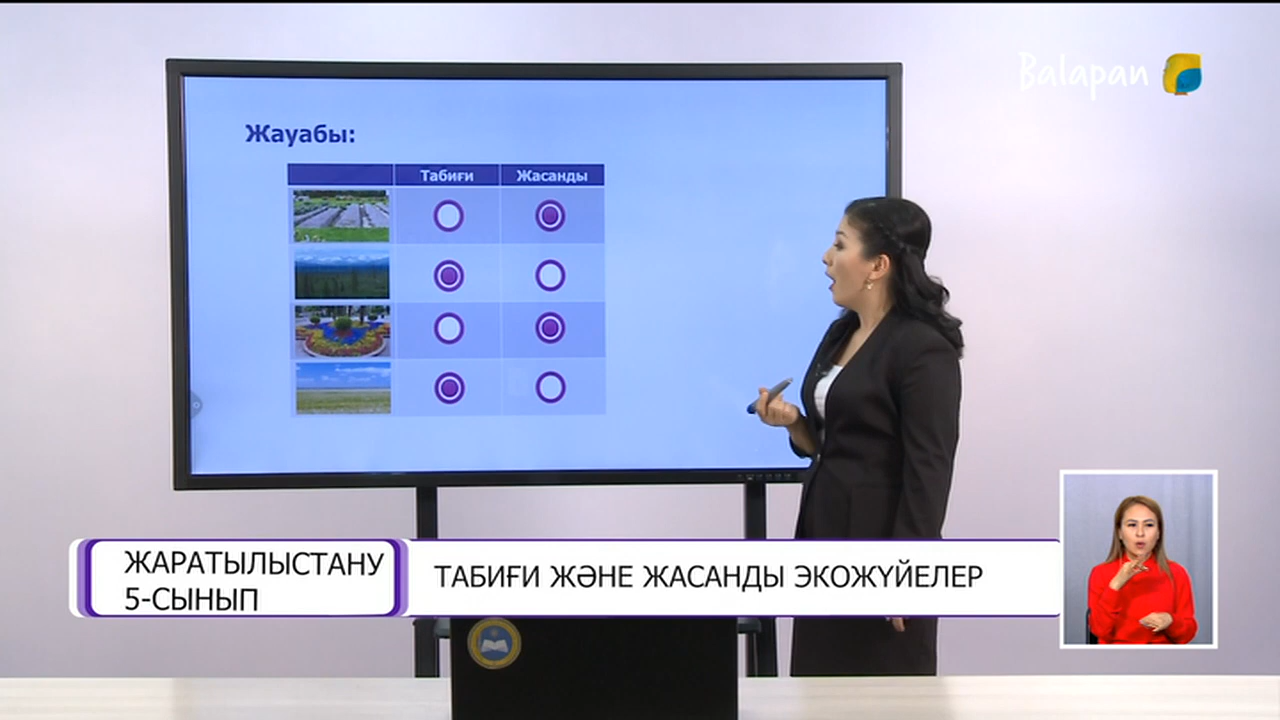 Balapan
Жауабы:
Табиғи Жасанды
ЖАРАТЫЛЫСТАНУ
5-СЫНЫП
ТАБИҒИ ЖӘНЕ ЖАСАНДЫ ЭКОЖҮЙЕЛЕР